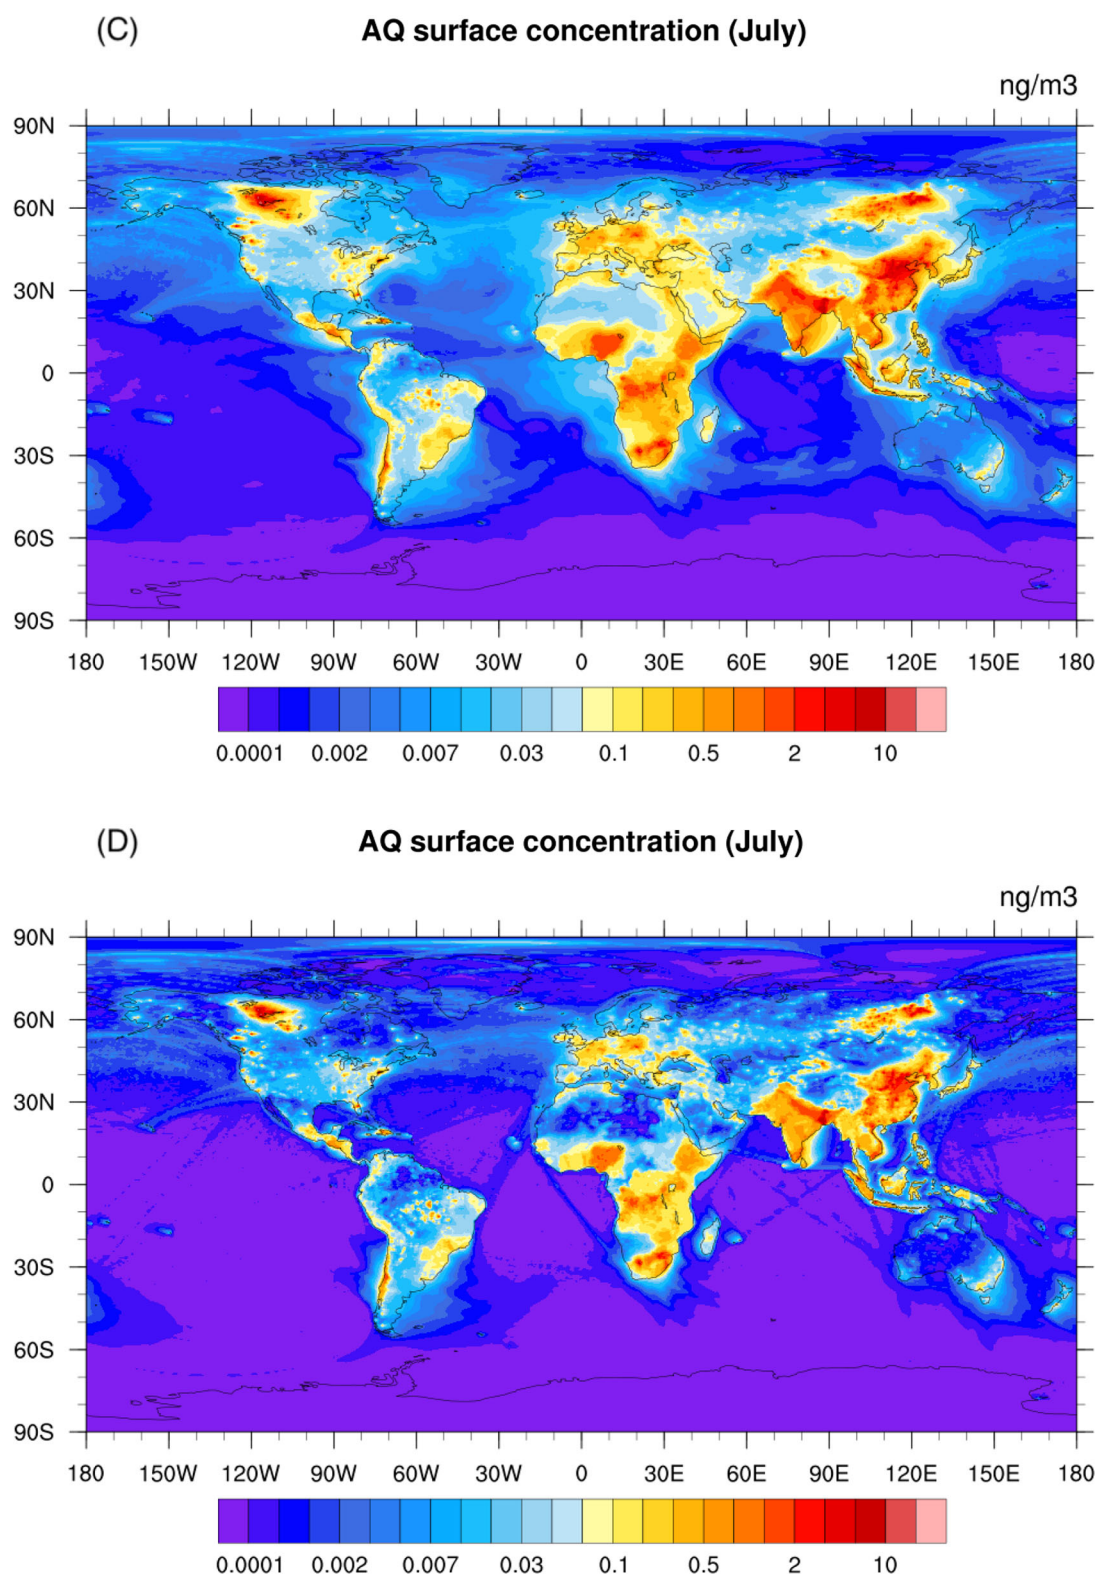 (C) AQ surface concentration (July)
ng/m3
90N
60N
30N
0
30S
60S
90S
180 150W 120W 90W 60W 30W 0 30E 60E 90E 120E 150E 180
0.0001 0.002 0.007 0.03 0.1 0.5 2 10
(D) AQ surface concentration (July)
ng/m3
90N
60N
30N
0
30S
60S
90S
180 150W 120W 90W 60W 30W 0 30E 60E 90E 120E 150E 180
0.0001 0.002 0.007 0.03 0.1 0.5 2 10